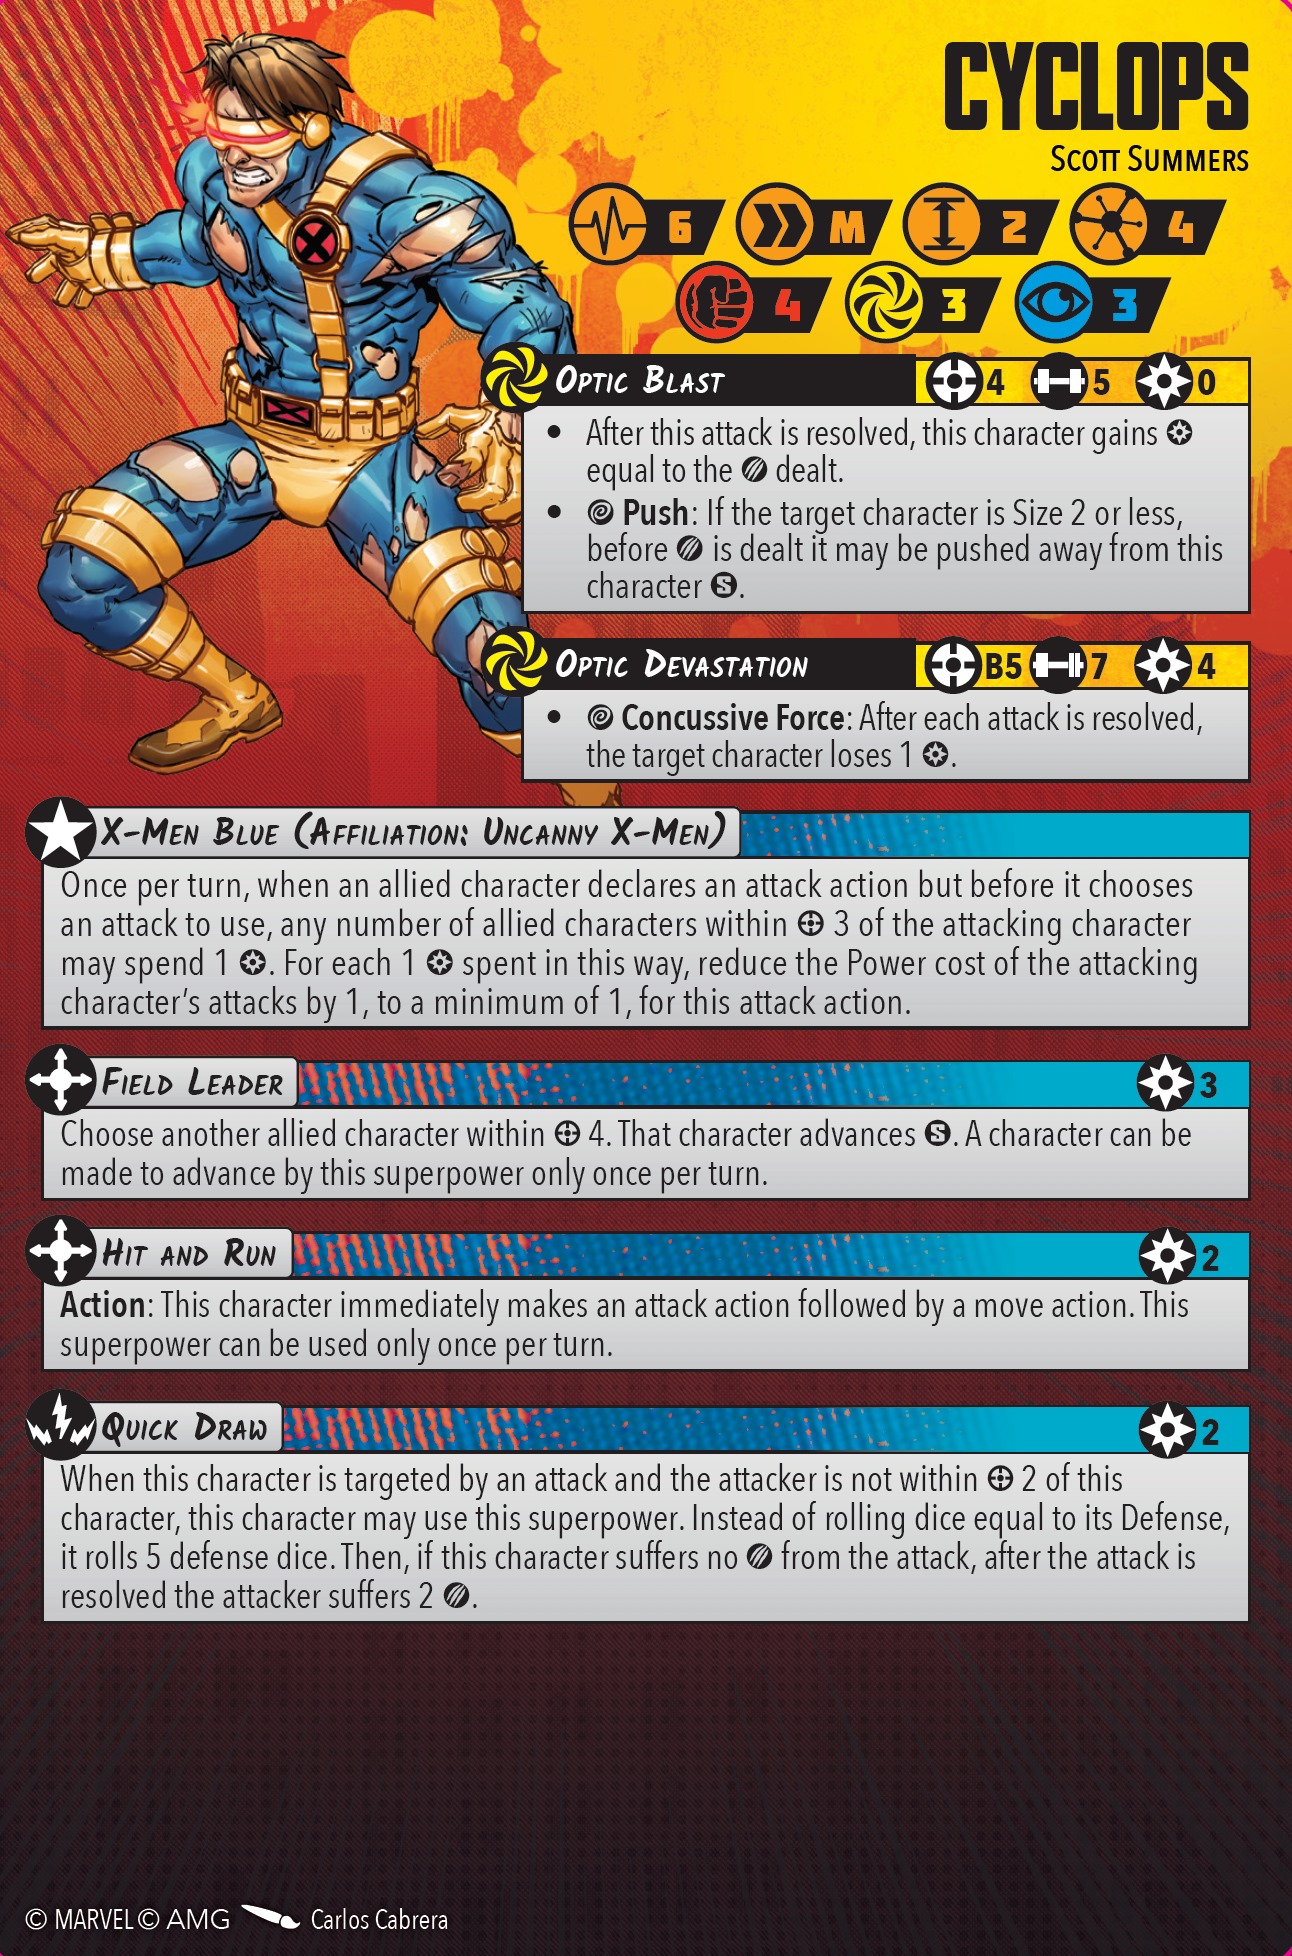 CYCLOPS
SCOTT SUMMERS
6 M 2 4
4 3 3
OPTIC BLAST 4 5 0
• After this attack is resolved, this character gains
equal to the dealt.
• Push: If the target character is Size 2 or less,
before is dealt it may be pushed away from this
character S.
OPTIC DEVASTATION B5 7 4
• Concussive Force: After each attack is resolved,
the target character loses 1 .
X-MEN BLUE (AFFILIATION: UNCANNY X-MEN)
Once per turn, when an allied character declares an attack action but before it chooses
an attack to use, any number of allied characters within 3 of the attacking character
may spend 1 . For each 1 spent in this way, reduce the Power cost of the attacking
character's attacks by 1, to a minimum of 1, for this attack action.
FIELD LEADER 3
Choose another allied character within 4. That character advances S. A character can be
made to advance by this superpower only once per turn.
HIT AND RUN 2
Action: This character immediately makes an attack action followed by a move action. This
superpower can be used only once per turn.
QUICK DRAW 2
When this character is targeted by an attack and the attacker is not within 2 of this
character, this character may use this superpower. Instead of rolling dice equal to its Defense,
it rolls 5 defense dice. Then, if this character suffers no from the attack, after the attack is
resolved the attacker suffers 2 .
© MARVEL © AMG Carlos Cabrera